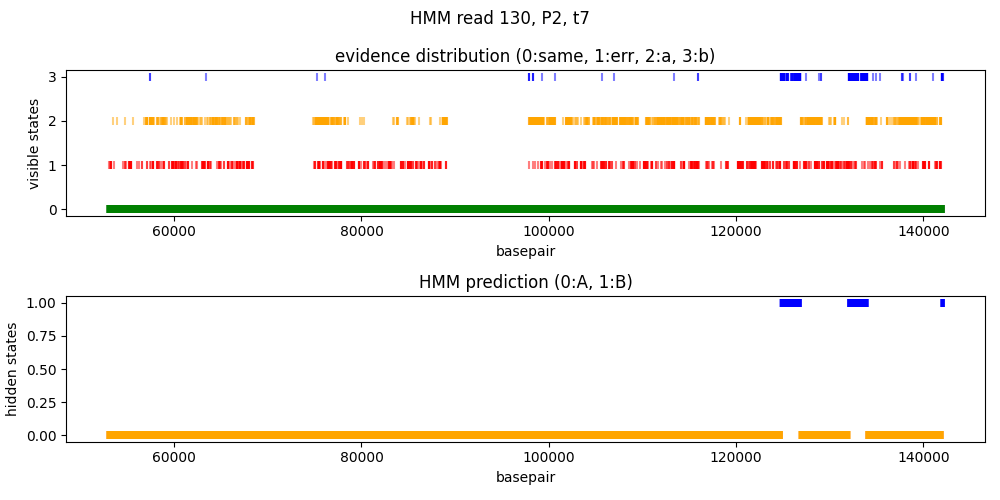 HMM read 130, P2, t7
evidence distribution (0:same, 1:err, 2:a, 3:b)
visible states
3
2
1
0
60000 80000 100000 120000 140000
basepair
HMM prediction (0:A, 1:B)
hidden states
1.00
0.75
0.50
0.25
0.00
60000 80000 100000 120000 140000
basepair